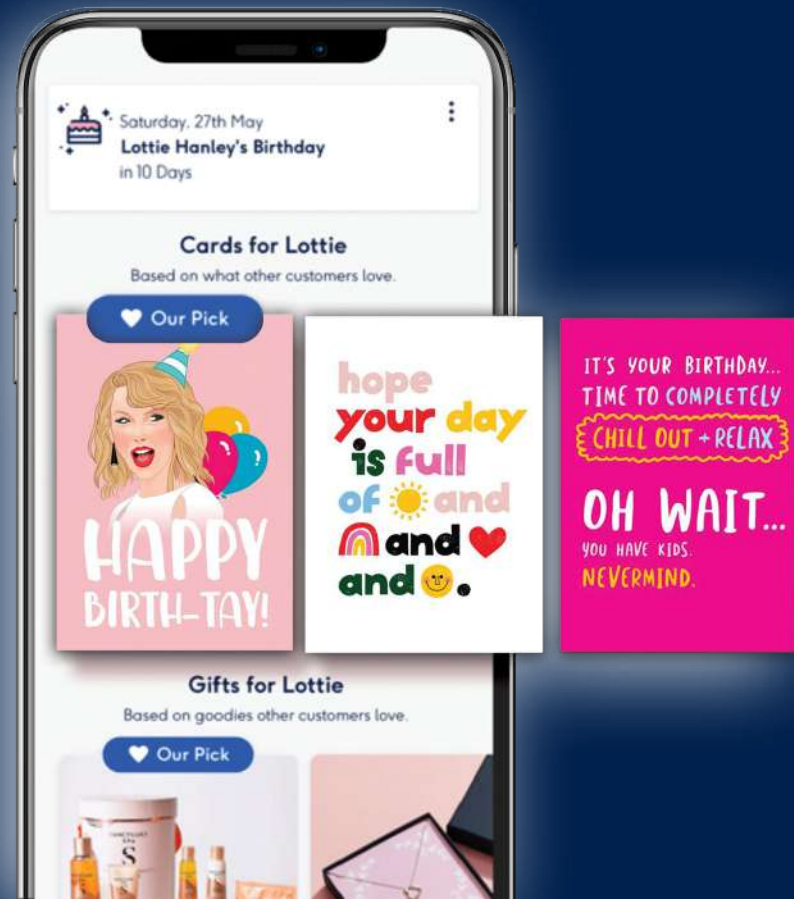 Saturday, 27th May
Lottie Hanley's Birthday
in 10 Days
Cards for Lottie
Based on what other customers love.
Our Pick
HAPPY
BIRTH-TAY!
hope
your day
is full
of and
and
and .
IT'S YOUR BIRTHDAY...
TIME TO COMPLETELY
CHILL OUT + RELAX
OH WAIT...
YOU HAVE KIDS.
NEVERMIND.
Gifts for Lottie
Based on goodies other customers love.
Our Pick
SANCTUARY
SPA
S